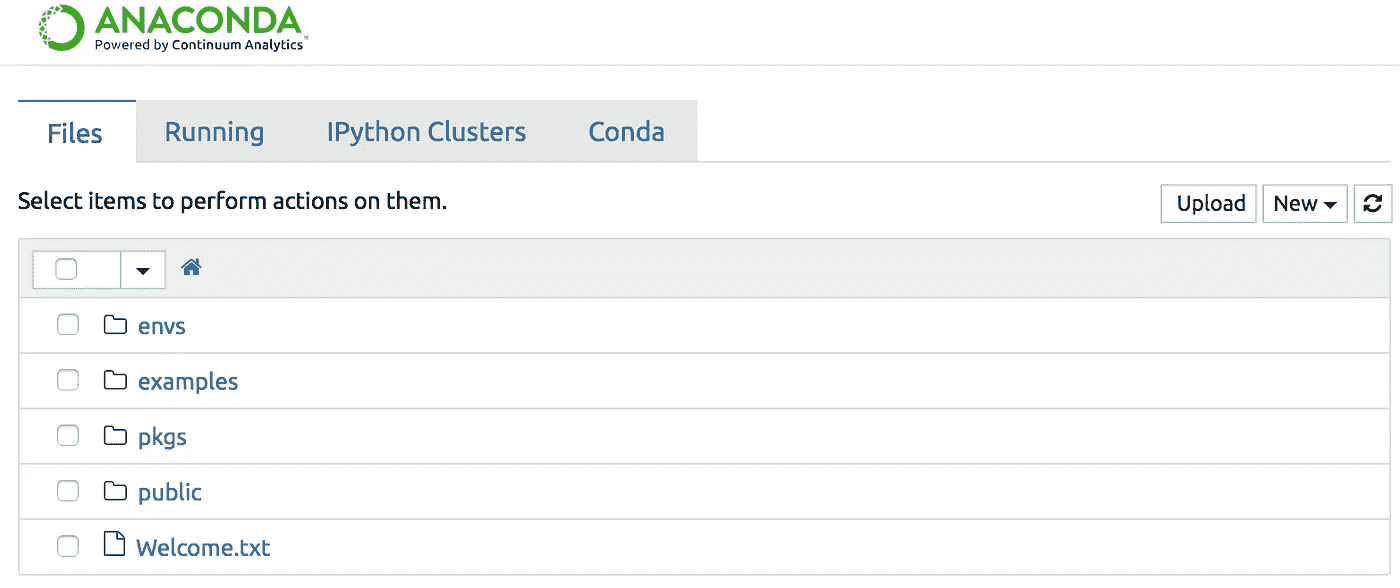 ANACONDA
Powered by Continuum Analytics
Files Running IPython Clusters Conda
Select items to perform actions on them.
Upload New
envs
examples
pkgs
public
Welcome.txt